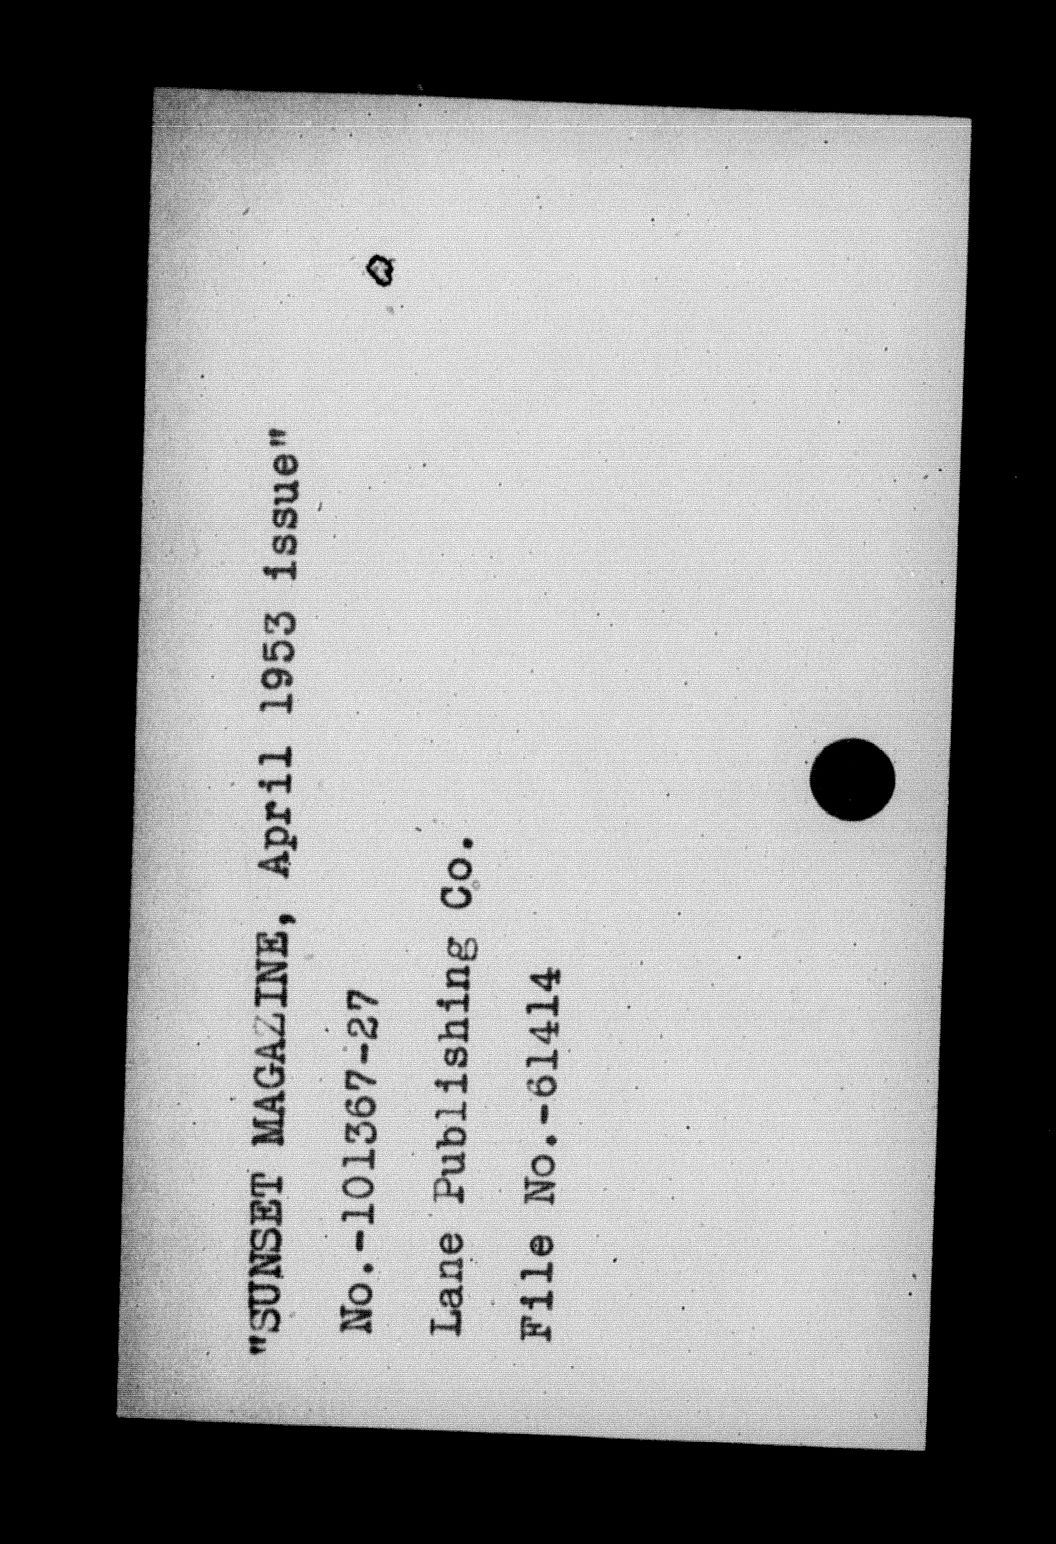 "SUNSET MAGAZINE, April 1953 issue"
No.-101367-27
Lane Publishing Co.
File No.-61414